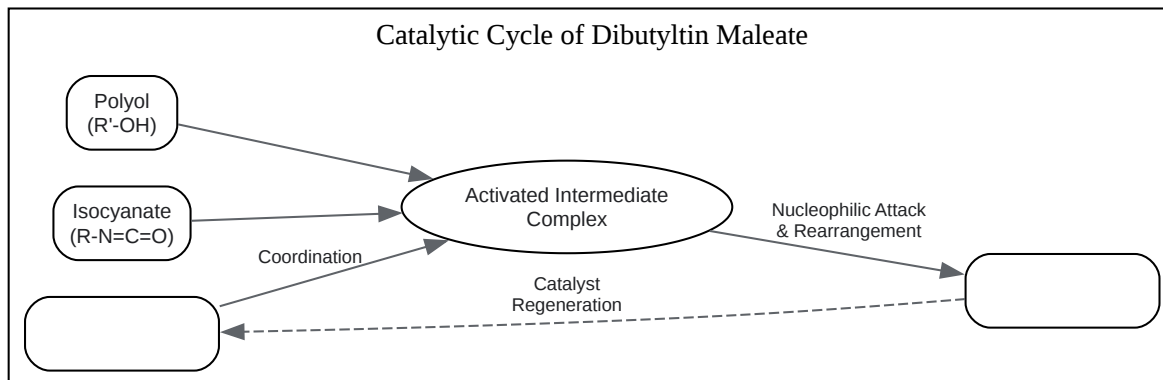 Catalytic Cycle of Dibutyltin Maleate
Polyol
(R'-OH)
Isocyanate
(R-N=C=O)
Coordination
Activated Intermediate
Complex
Nucleophilic Attack
& Rearrangement
Catalyst
Regeneration